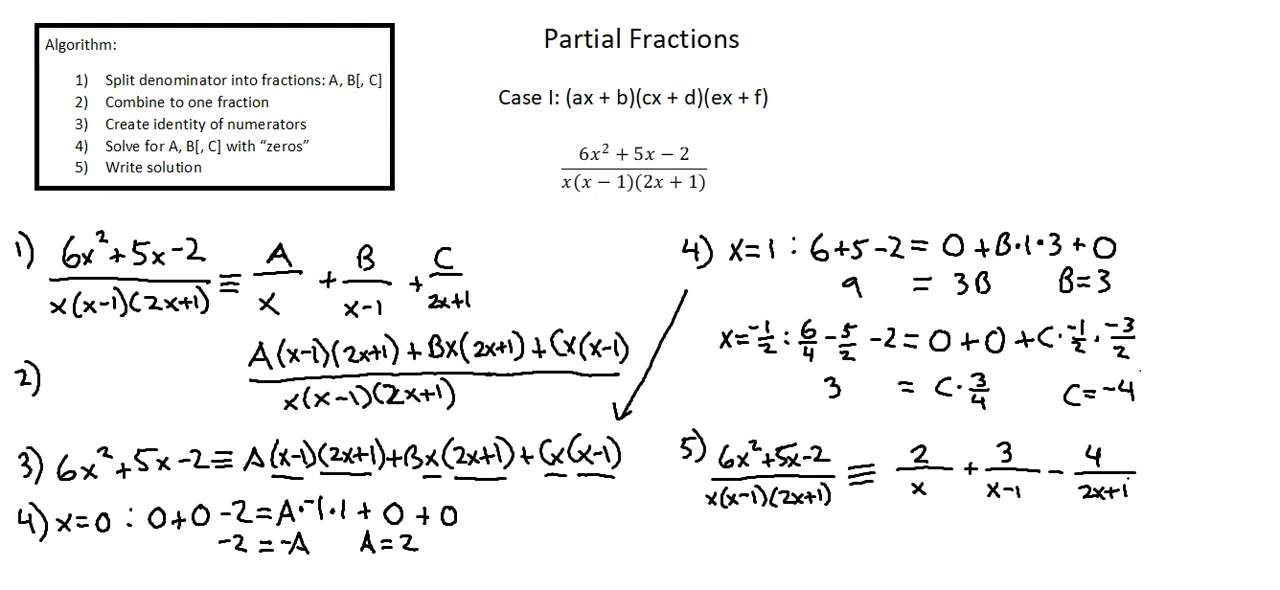 Algorithm:
1) Split denominator into fractions: A, B[, C]
2) Combine to one fraction
3) Create identity of numerators
4) Solve for A, B[, C] with “zeros”
5) Write solution
Partial Fractions
Case I: (ax + b)(cx + d)(ex + f)
6x² + 5x − 2
x(x − 1)(2x + 1)
1) 6x²+5x-2 / x(x-1)(2x+1) ≡ A/x + B/x-1 + C/2x+1
2) A(x-1)(2x+1)+Bx(2x+1)+Cx(x-1) / x(x-1)(2x+1)
3) 6x²+5x-2≡ A(x-1)(2x+1)+Bx(2x+1)+Cx(x-1)
4) x=0 : 0+0-2=A·-1·1+0+0
-2=-A A=2
4) x=1 : 6+5-2=0+B·1·3+0
9 = 3B B=3
x=-1/2 : 6/4-5/2-2=0+0+C·-1/2·-3/2
3 = C·3/4 C=-4
5) 6x²+5x-2 / x(x-1)(2x+1) ≡ 2/x + 3/x-1 - 4/2x+1